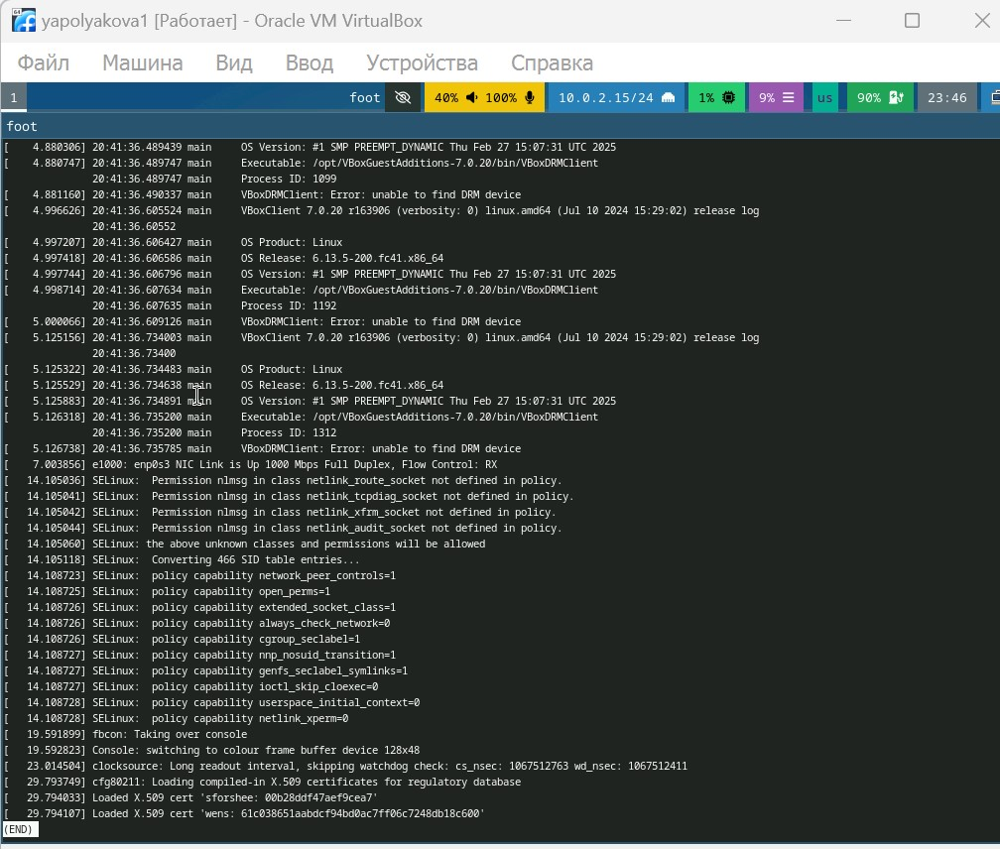 yapolyakova1 [Работает] - Oracle VM VirtualBox
Файл Машина Вид Ввод Устройства Справка
1 foot 40% 100% 10.0.2.15/24 1% 9% us 90% 23:46
foot
[    4.880306] 20:41:36.489439 main     OS Version: #1 SMP PREEMPT_DYNAMIC Thu Feb 27 15:07:31 UTC 2025
[    4.880747] 20:41:36.489747 main     Executable: /opt/VBoxGuestAdditions-7.0.20/bin/VBoxDRMClient
               20:41:36.489747 main     Process ID: 1099
[    4.881160] 20:41:36.490337 main     VBoxDRMClient: Error: unable to find DRM device
[    4.996626] 20:41:36.605524 main     VBoxClient 7.0.20 r163906 (verbosity: 0) linux.amd64 (Jul 10 2024 15:29:02) release log
               20:41:36.60552
[    4.997207] 20:41:36.606427 main     OS Product: Linux
[    4.997418] 20:41:36.606586 main     OS Release: 6.13.5-200.fc41.x86_64
[    4.997744] 20:41:36.606796 main     OS Version: #1 SMP PREEMPT_DYNAMIC Thu Feb 27 15:07:31 UTC 2025
[    4.998714] 20:41:36.607634 main     Executable: /opt/VBoxGuestAdditions-7.0.20/bin/VBoxDRMClient
               20:41:36.607635 main     Process ID: 1192
[    5.000066] 20:41:36.609126 main     VBoxDRMClient: Error: unable to find DRM device
[    5.125156] 20:41:36.734003 main     VBoxClient 7.0.20 r163906 (verbosity: 0) linux.amd64 (Jul 10 2024 15:29:02) release log
               20:41:36.73400
[    5.125322] 20:41:36.734483 main     OS Product: Linux
[    5.125529] 20:41:36.734638 main     OS Release: 6.13.5-200.fc41.x86_64
[    5.125883] 20:41:36.734891 main     OS Version: #1 SMP PREEMPT_DYNAMIC Thu Feb 27 15:07:31 UTC 2025
[    5.126318] 20:41:36.735200 main     Executable: /opt/VBoxGuestAdditions-7.0.20/bin/VBoxDRMClient
               20:41:36.735200 main     Process ID: 1312
[    5.126738] 20:41:36.735785 main     VBoxDRMClient: Error: unable to find DRM device
[    7.003856] e1000: enp0s3 NIC Link is Up 1000 Mbps Full Duplex, Flow Control: RX
[   14.105036] SELinux:  Permission nlmsg in class netlink_route_socket not defined in policy.
[   14.105041] SELinux:  Permission nlmsg in class netlink_tcpdiag_socket not defined in policy.
[   14.105042] SELinux:  Permission nlmsg in class netlink_xfrm_socket not defined in policy.
[   14.105044] SELinux:  Permission nlmsg in class netlink_audit_socket not defined in policy.
[   14.105060] SELinux: the above unknown classes and permissions will be allowed
[   14.105118] SELinux:  Converting 466 SID table entries...
[   14.108723] SELinux:  policy capability network_peer_controls=1
[   14.108725] SELinux:  policy capability open_perms=1
[   14.108726] SELinux:  policy capability extended_socket_class=1
[   14.108726] SELinux:  policy capability always_check_network=0
[   14.108726] SELinux:  policy capability cgroup_seclabel=1
[   14.108727] SELinux:  policy capability nnp_nosuid_transition=1
[   14.108727] SELinux:  policy capability genfs_seclabel_symlinks=1
[   14.108727] SELinux:  policy capability ioctl_skip_cloexec=0
[   14.108728] SELinux:  policy capability userspace_initial_context=0
[   14.108728] SELinux:  policy capability netlink_xperm=0
[   19.591899] fbcon: Taking over console
[   19.592823] Console: switching to colour frame buffer device 128x48
[   23.014504] clocksource: Long readout interval, skipping watchdog check: cs_nsec: 1067512763 wd_nsec: 1067512411
[   29.793749] cfg80211: Loading compiled-in X.509 certificates for regulatory database
[   29.794033] Loaded X.509 cert 'sforshee: 00b28ddf47aef9cea7'
[   29.794107] Loaded X.509 cert 'wens: 61c038651aabdcf94bd0ac7ff06c7248db18c600'
(END)